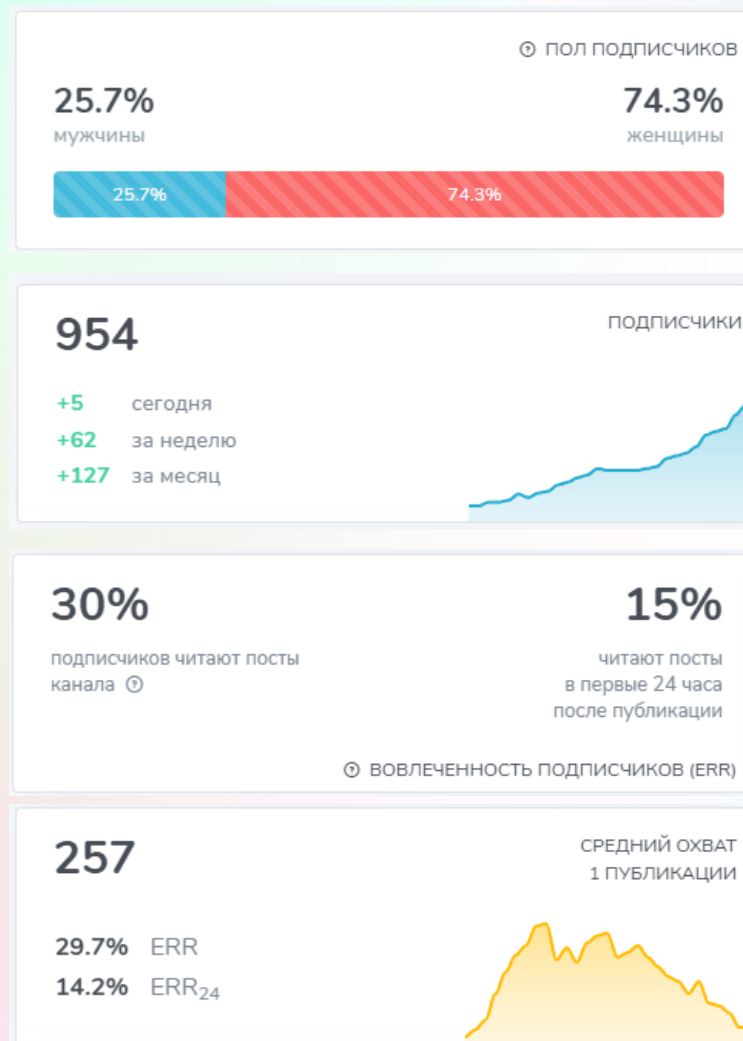 ПОЛ ПОДПИСЧИКОВ
25.7% 74.3%
мужчины женщины
25.7% 74.3%
954 ПОДПИСЧИКИ
+5 сегодня
+62 за неделю
+127 за месяц
30% 15%
подписчиков читают посты
канала
читают посты
в первые 24 часа
после публикации
ВОВЛЕЧЕННОСТЬ ПОДПИСЧИКОВ (ERR)
257
СРЕДНИЙ ОХВАТ
1 ПУБЛИКАЦИИ
29.7% ERR
14.2% ERR24